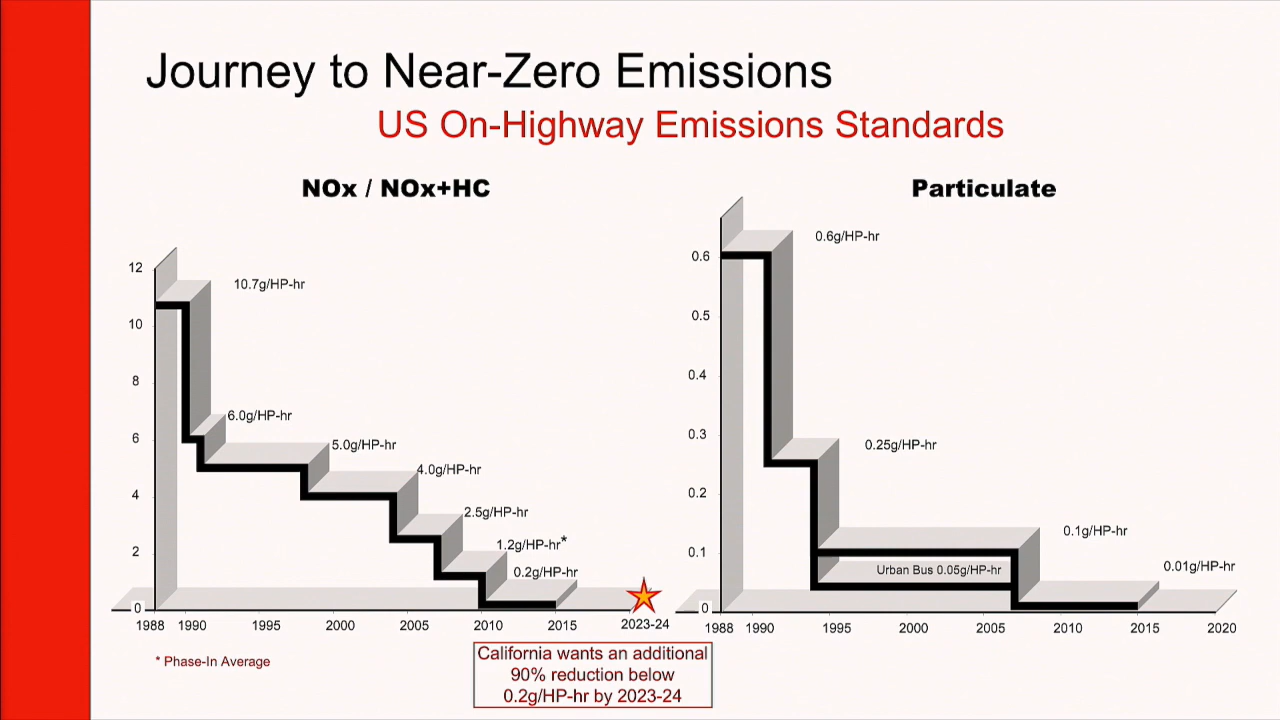 Journey to Near-Zero Emissions
US On-Highway Emissions Standards
NOx / NOx+HC
12
10
8
6
4
2
0
10.7g/HP-hr
6.0g/HP-hr
5.0g/HP-hr
4.0g/HP-hr
2.5g/HP-hr
1.2g/HP-hr*
0.2g/HP-hr
1988 1990 1995 2000 2005 2010 2015 2023-24
* Phase-In Average
California wants an additional
90% reduction below
0.2g/HP-hr by 2023-24
Particulate
0.6
0.5
0.4
0.3
0.2
0.1
0
0.6g/HP-hr
0.25g/HP-hr
0.1g/HP-hr
Urban Bus 0.05g/HP-hr
0.01g/HP-hr
1988 1990 1995 2000 2005 2010 2015 2020